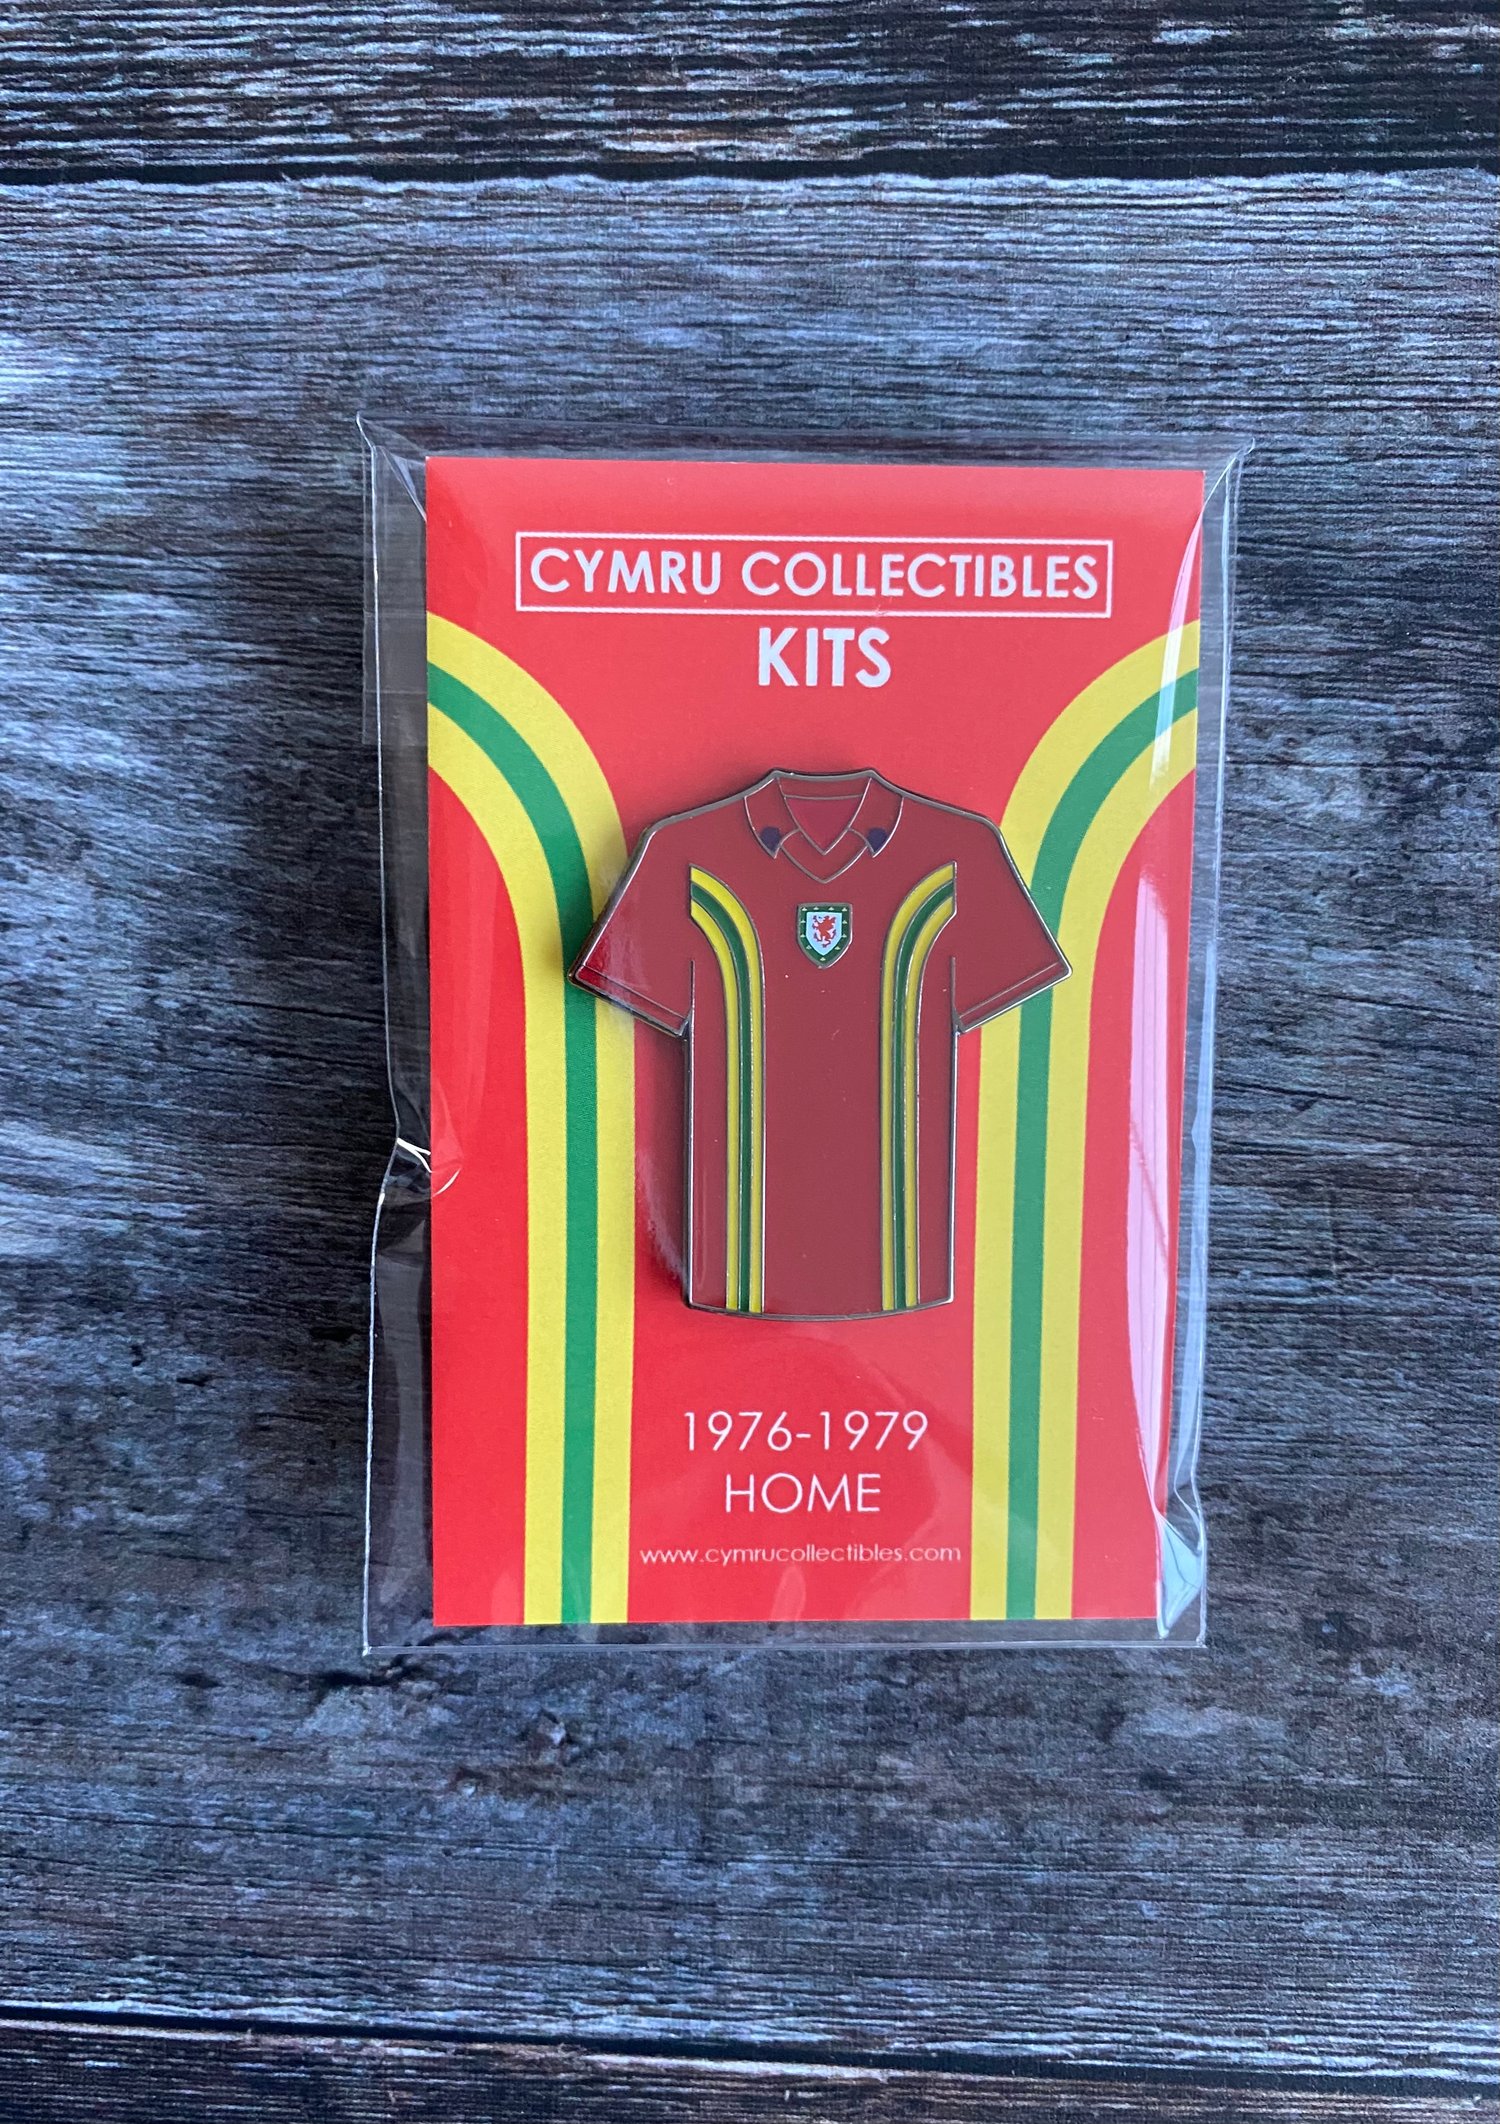 CYMRU COLLECTIBLES
KITS
1976-1979
HOME
www.cymrucollectibles.com